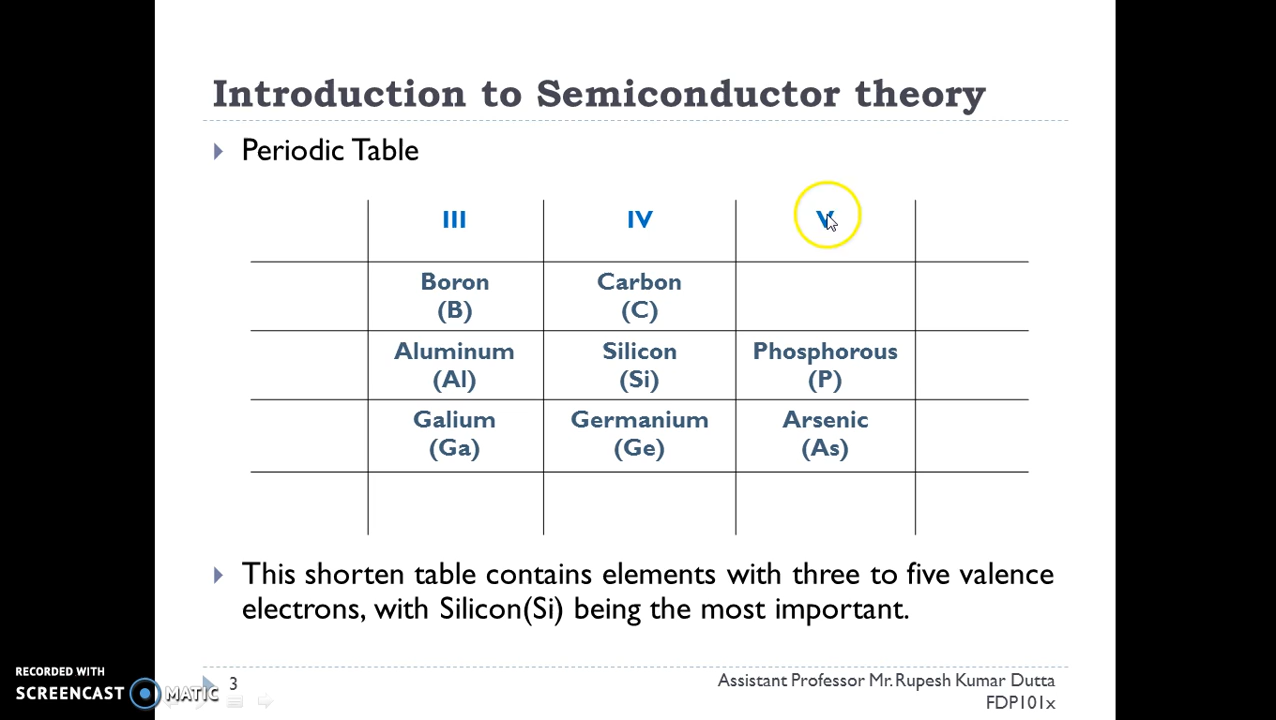 Introduction to Semiconductor theory
Periodic Table
III IV V
Boron Carbon
(B) (C)
Aluminum Silicon Phosphorous
(Al) (Si) (P)
Galium Germanium Arsenic
(Ga) (Ge) (As)
This shorten table contains elements with three to five valence
electrons, with Silicon(Si) being the most important.
RECORDED WITH
SCREENCAST MATIC
3
Assistant Professor Mr. Rupesh Kumar Dutta
FDP101x